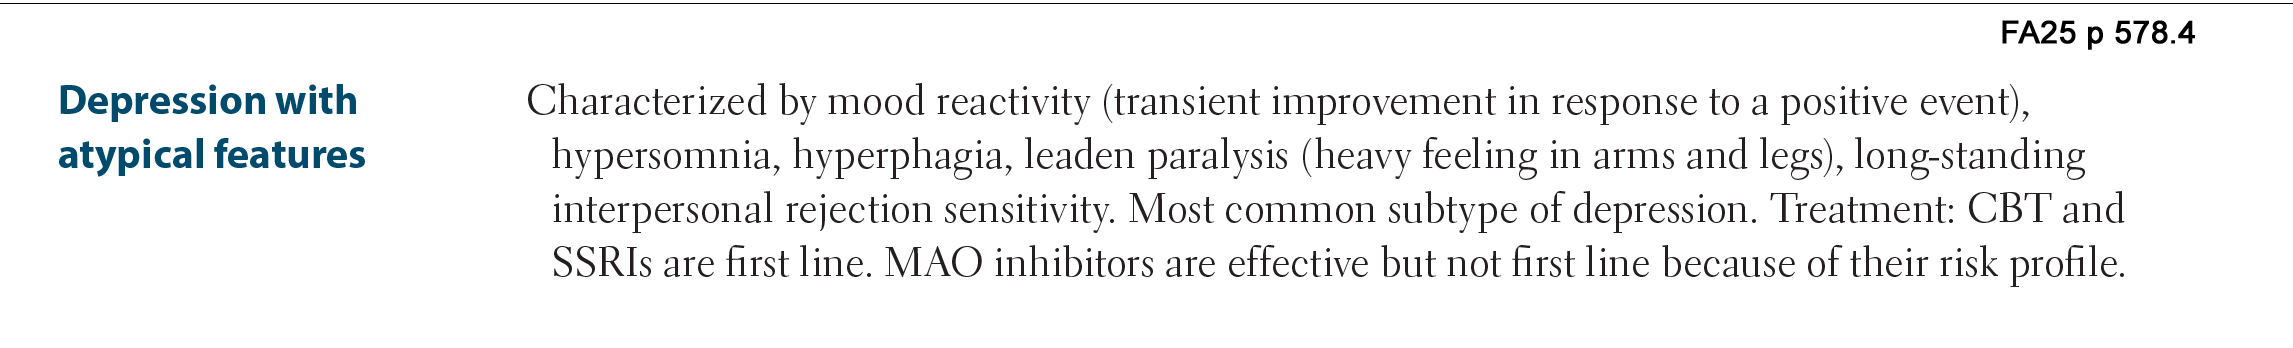 FA25 p 578.4
Depression with
atypical features
Characterized by mood reactivity (transient improvement in response to a positive event),
hypersomnia, hyperphagia, leaden paralysis (heavy feeling in arms and legs), long-standing
interpersonal rejection sensitivity. Most common subtype of depression. Treatment: CBT and
SSRIs are first line. MAO inhibitors are effective but not first line because of their risk profile.